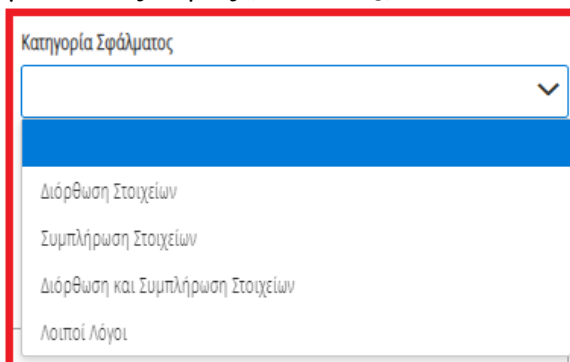 Κατηγορία Σφάλματος
Διόρθωση Στοιχείων
Συμπλήρωση Στοιχείων
Διόρθωση και Συμπλήρωση Στοιχείων
Λοιποί Λόγοι